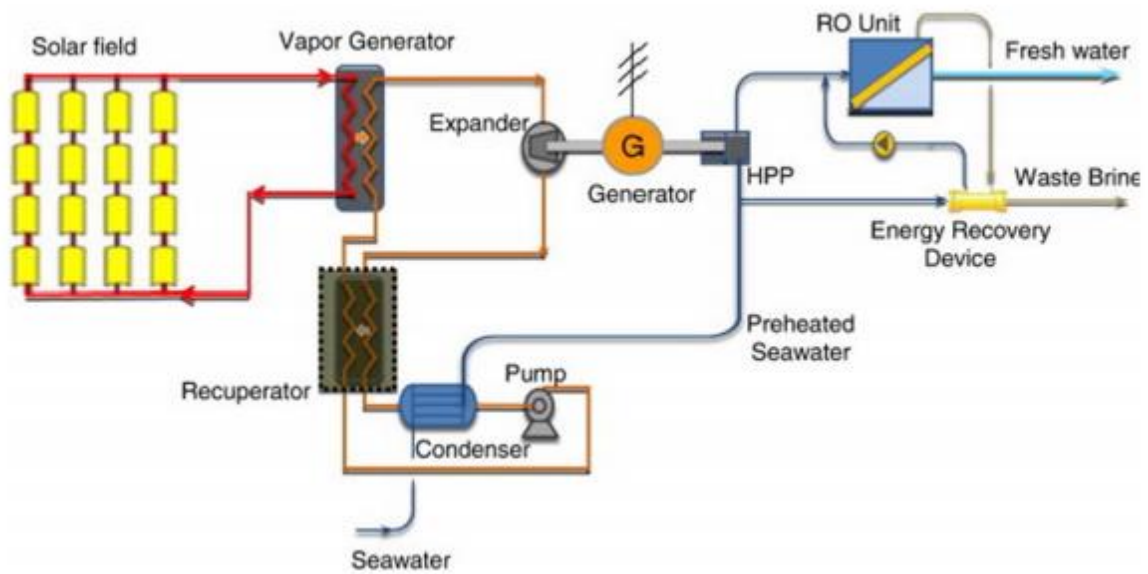 Solar field
Vapor Generator
RO Unit
Fresh water
Expander
G
HPP
Generator
Waste Brine
Energy Recovery
Device
Preheated
Seawater
Recuperator
Pump
Condenser
Seawater